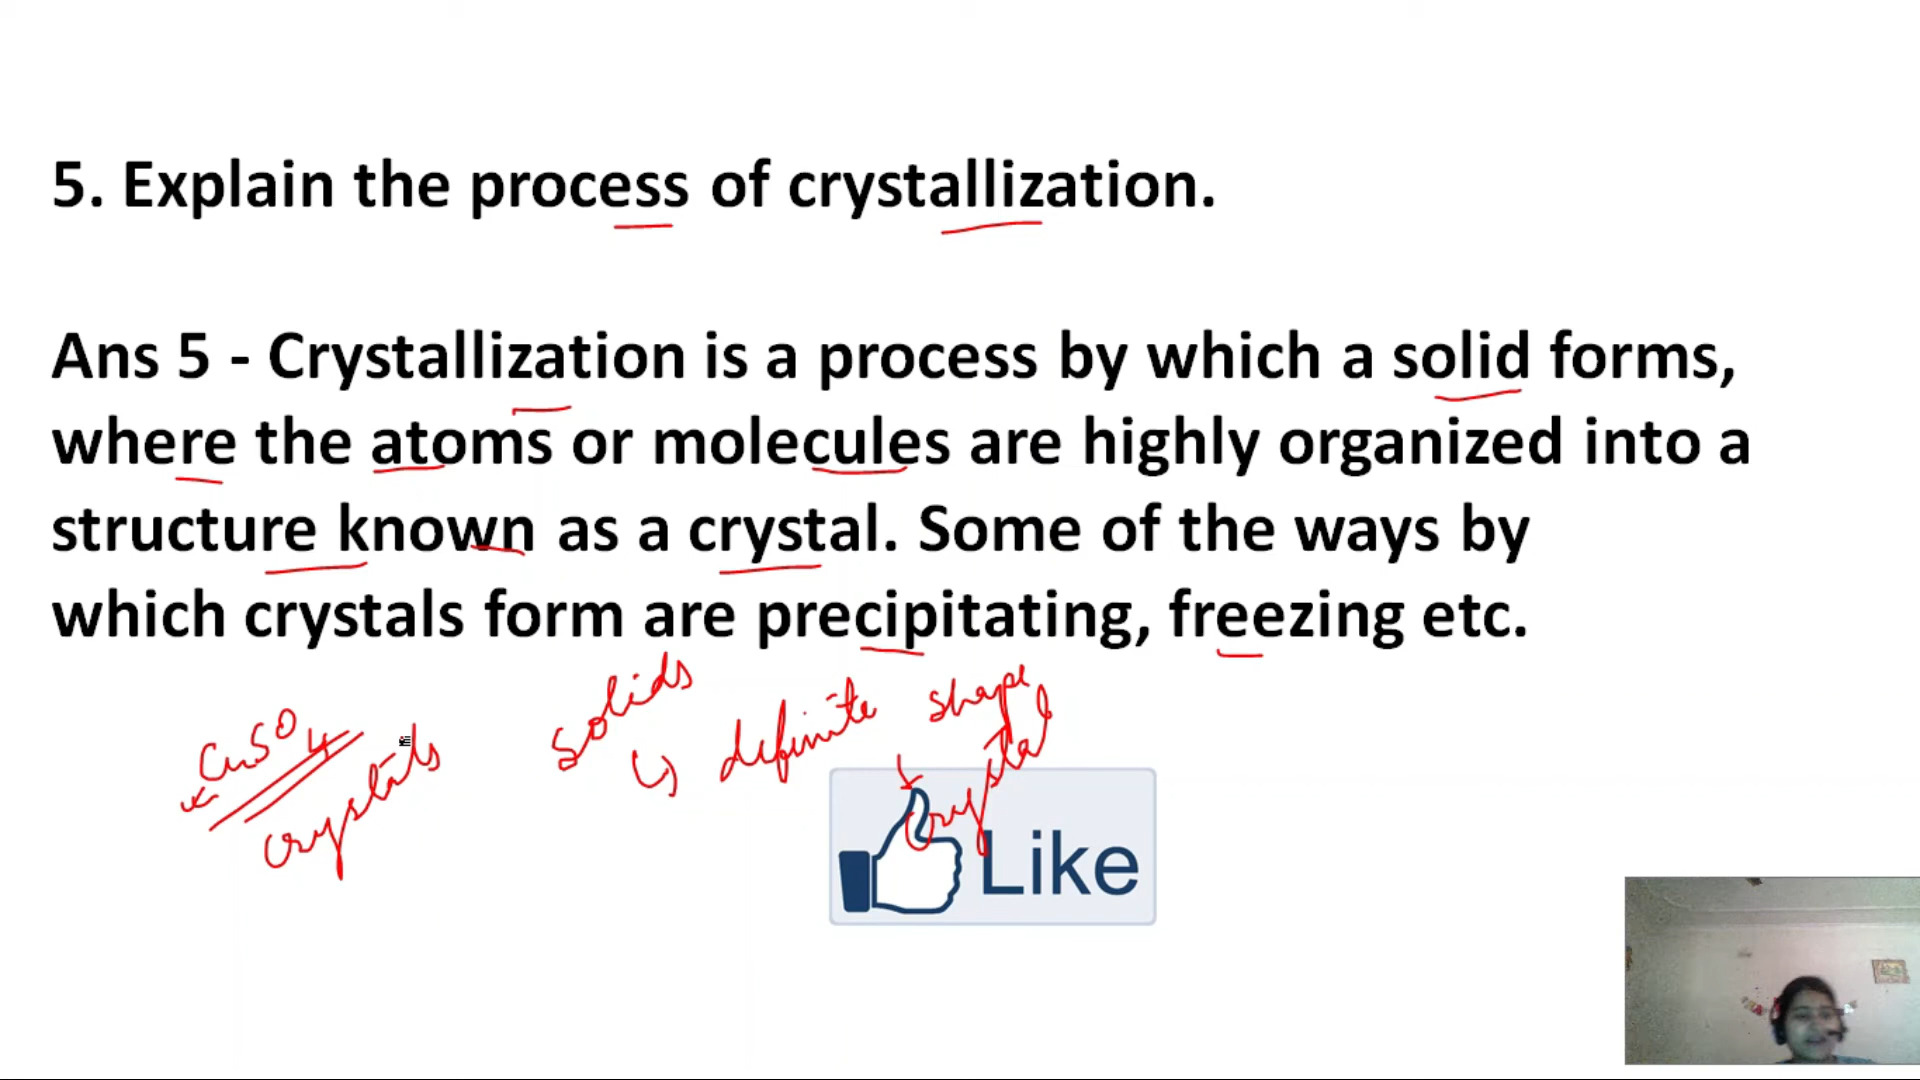 5. Explain the process of crystallization.
Ans 5 - Crystallization is a process by which a solid forms,
where the atoms or molecules are highly organized into a
structure known as a crystal. Some of the ways by
which crystals form are precipitating, freezing etc.
CuSO4
crystals
solids
definite shape
crystal
Like